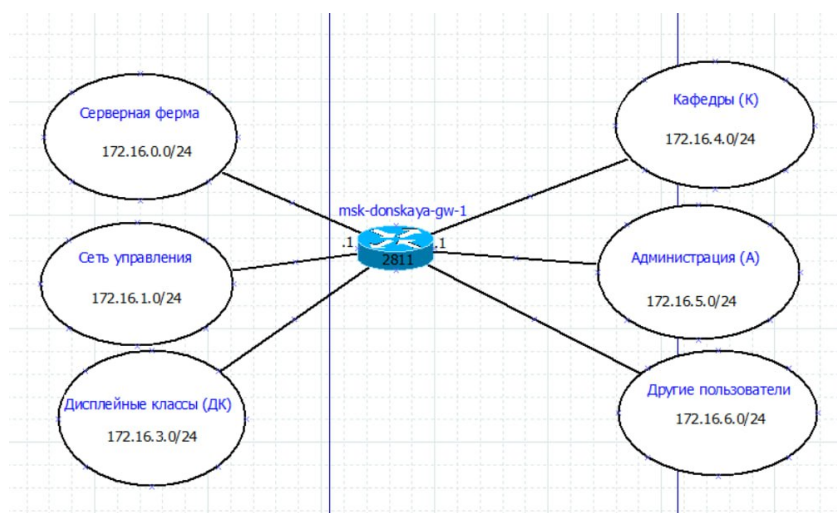 Серверная ферма
172.16.0.0/24
Сеть управления
172.16.1.0/24
Дисплейные классы (ДК)
172.16.3.0/24
msk-donskaya-gw-1
.1
.1
2811
Кафедры (К)
172.16.4.0/24
Администрация (А)
172.16.5.0/24
Другие пользователи
172.16.6.0/24